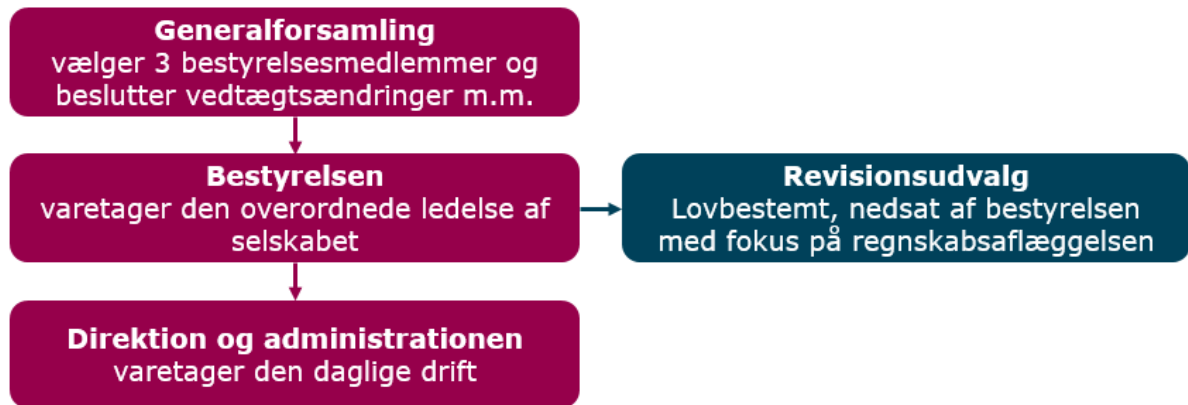 Generalforsamling
vælger 3 bestyrelsesmedlemmer og
beslutter vedtægtsændringer m.m.
Bestyrelsen
varetager den overordnede ledelse af
selskabet
Revisionsudvalg
Lovbestemt, nedsat af bestyrelsen
med fokus på regnskabsaflæggelsen
Direktion og administrationen
varetager den daglige drift